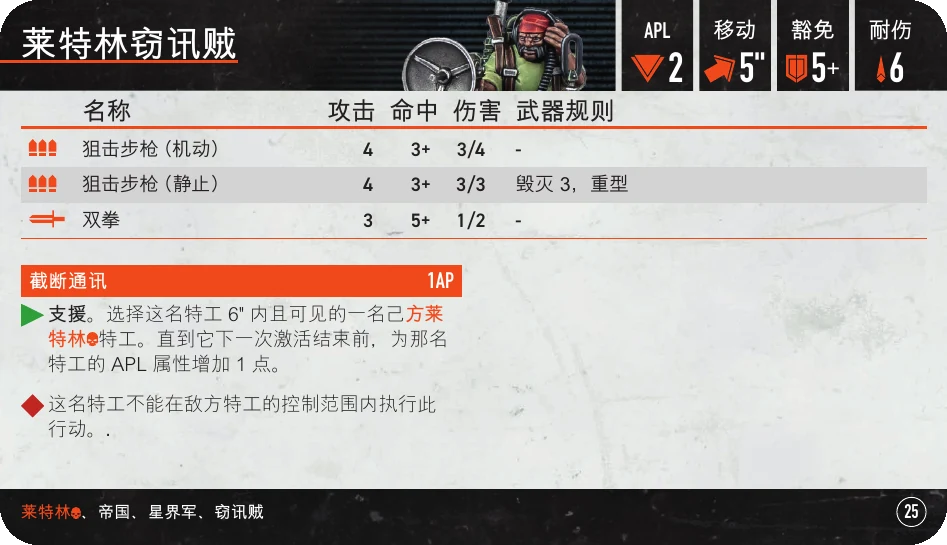 莱特林窃讯贼
APL 移动 豁免 耐伤
2 5" 5+ 6
名称 攻击 命中 伤害 武器规则
狙击步枪（机动） 4 3+ 3/4 -
狙击步枪（静止） 4 3+ 3/3 毁灭 3，重型
双拳 3 5+ 1/2 -
截断通讯 1AP
支援。选择这名特工 6" 内且可见的一名己方莱
特林特工。直到它下一次激活结束前，为那名
特工的 APL 属性增加 1 点。
这名特工不能在敌方特工的控制范围内执行此
行动。.
莱特林、帝国、星界军、窃讯贼 25